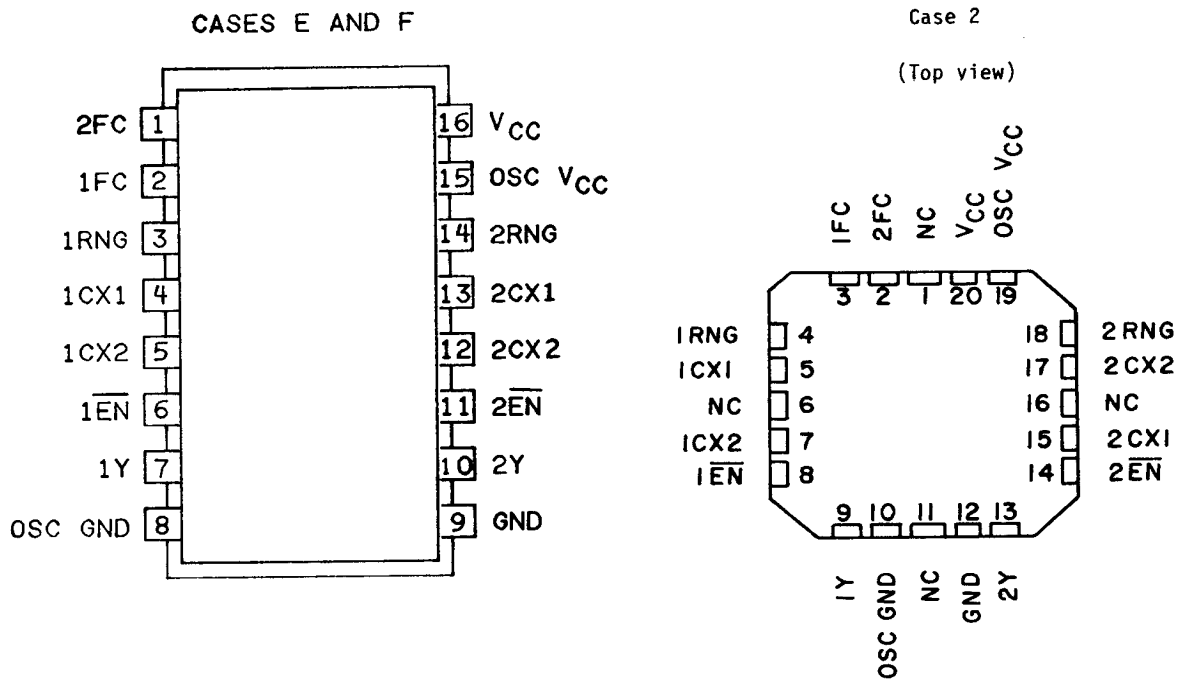 CASES E AND F
2FC 1
1FC 2
1RNG 3
1CX1 4
1CX2 5
1E̅N̅ 6
1Y 7
OSC GND 8
16 VCC
15 OSC VCC
14 2RNG
13 2CX1
12 2CX2
11 2E̅N̅
10 2Y
9 GND
Case 2
(Top view)
1FC
2FC
NC
VCC
OSC VCC
3 2 1 20 19
1RNG 4
1CX1 5
NC 6
1CX2 7
1E̅N̅ 8
18 2RNG
17 2CX2
16 NC
15 2CX1
14 2E̅N̅
9 10 11 12 13
1Y
OSC GND
NC
GND
2Y